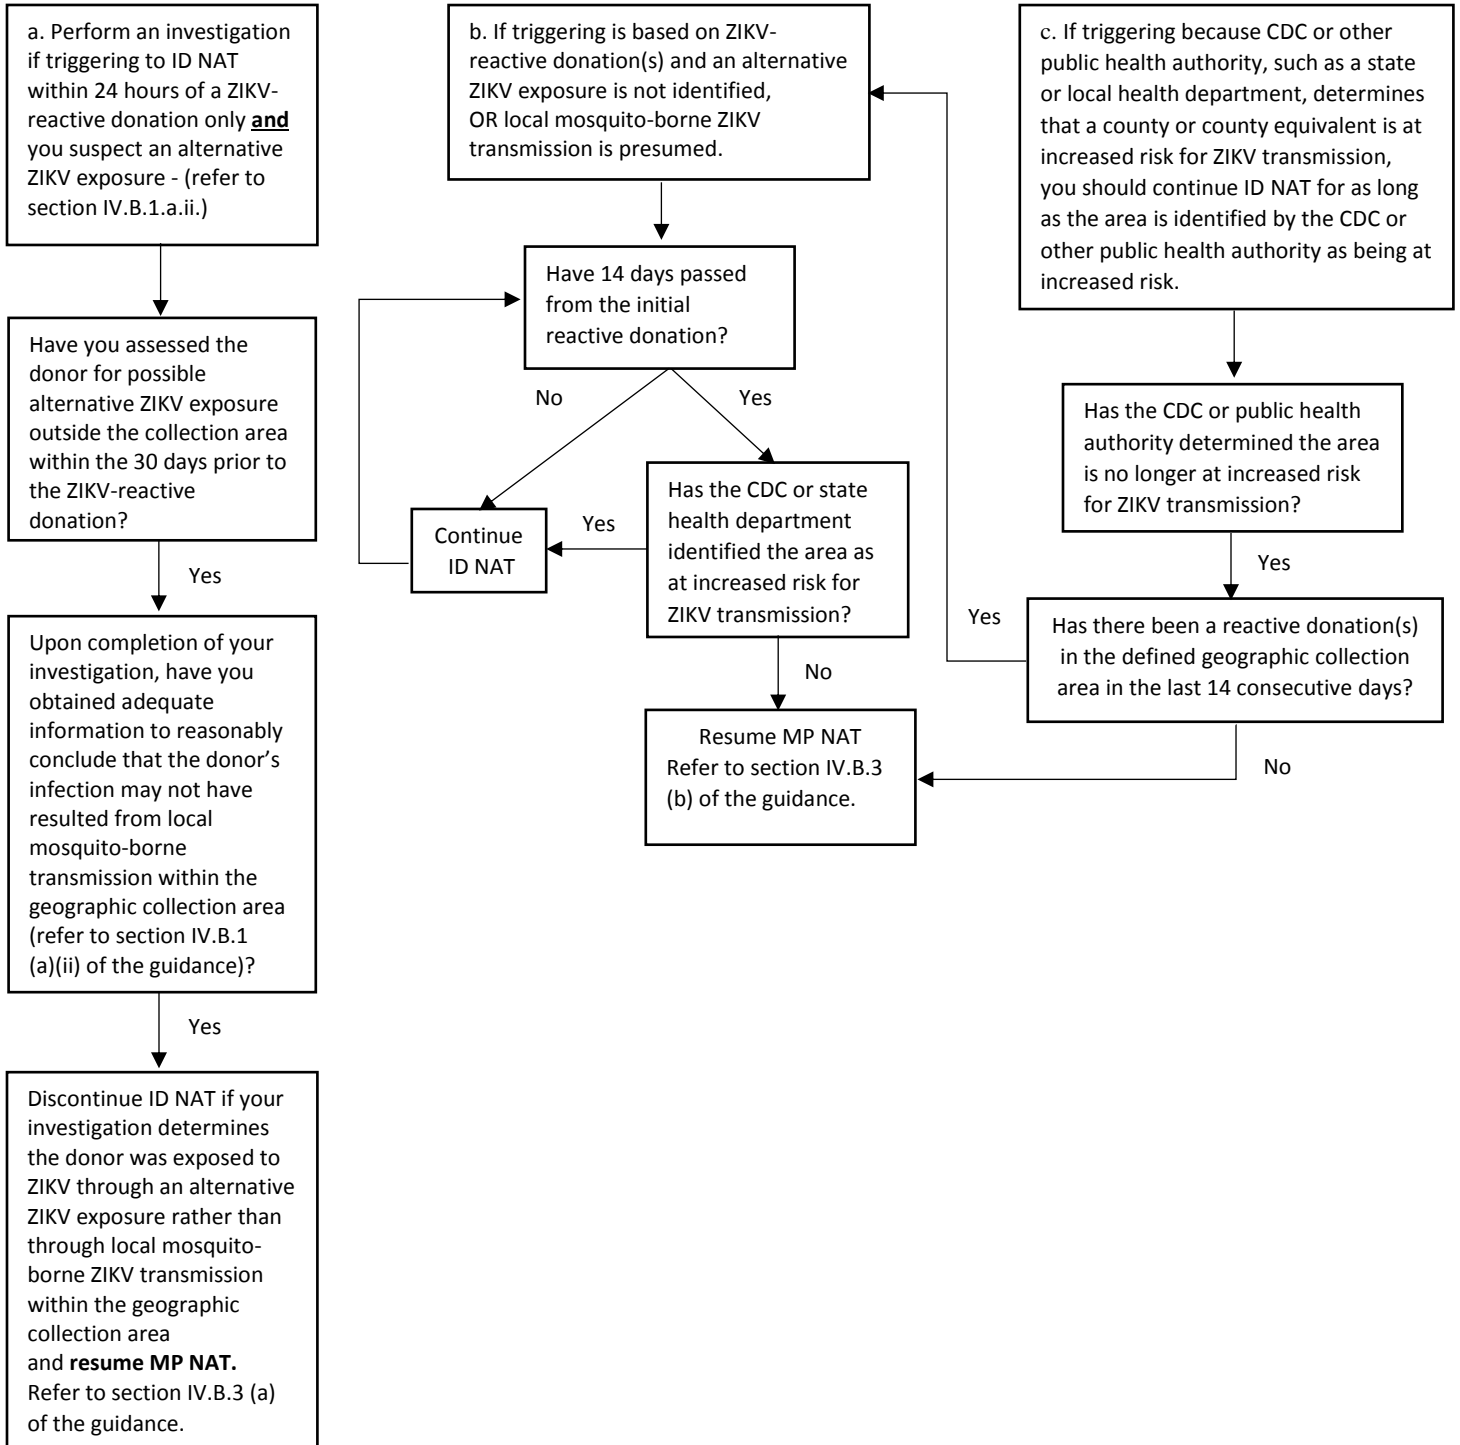 a. Perform an investigation
if triggering to ID NAT
within 24 hours of a ZIKV-
reactive donation only and
you suspect an alternative
ZIKV exposure - (refer to
section IV.B.1.a.ii.)
Have you assessed the
donor for possible
alternative ZIKV exposure
outside the collection area
within the 30 days prior to
the ZIKV-reactive
donation?
Yes
Upon completion of your
investigation, have you
obtained adequate
information to reasonably
conclude that the donor’s
infection may not have
resulted from local
mosquito-borne
transmission within the
geographic collection area
(refer to section IV.B.1
(a)(ii) of the guidance)?
Yes
Discontinue ID NAT if your
investigation determines
the donor was exposed to
ZIKV through an alternative
ZIKV exposure rather than
through local mosquito-
borne ZIKV transmission
within the geographic
collection area
and resume MP NAT.
Refer to section IV.B.3 (a)
of the guidance.
b. If triggering is based on ZIKV-
reactive donation(s) and an alternative
ZIKV exposure is not identified,
OR local mosquito-borne ZIKV
transmission is presumed.
Have 14 days passed
from the initial
reactive donation?
No
Yes
Continue
ID NAT
Yes
Has the CDC or state
health department
identified the area as
at increased risk for
ZIKV transmission?
No
Resume MP NAT
Refer to section IV.B.3
(b) of the guidance.
c. If triggering because CDC or other
public health authority, such as a state
or local health department, determines
that a county or county equivalent is at
increased risk for ZIKV transmission,
you should continue ID NAT for as long
as the area is identified by the CDC or
other public health authority as being at
increased risk.
Has the CDC or public health
authority determined the area
is no longer at increased risk
for ZIKV transmission?
Yes
Has there been a reactive donation(s)
in the defined geographic collection
area in the last 14 consecutive days?
Yes
No